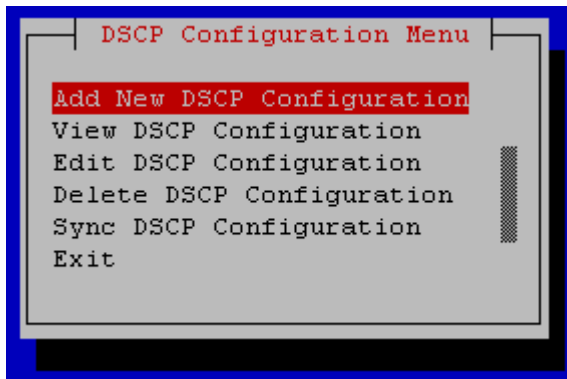 DSCP Configuration Menu
Add New DSCP Configuration
View DSCP Configuration
Edit DSCP Configuration
Delete DSCP Configuration
Sync DSCP Configuration
Exit